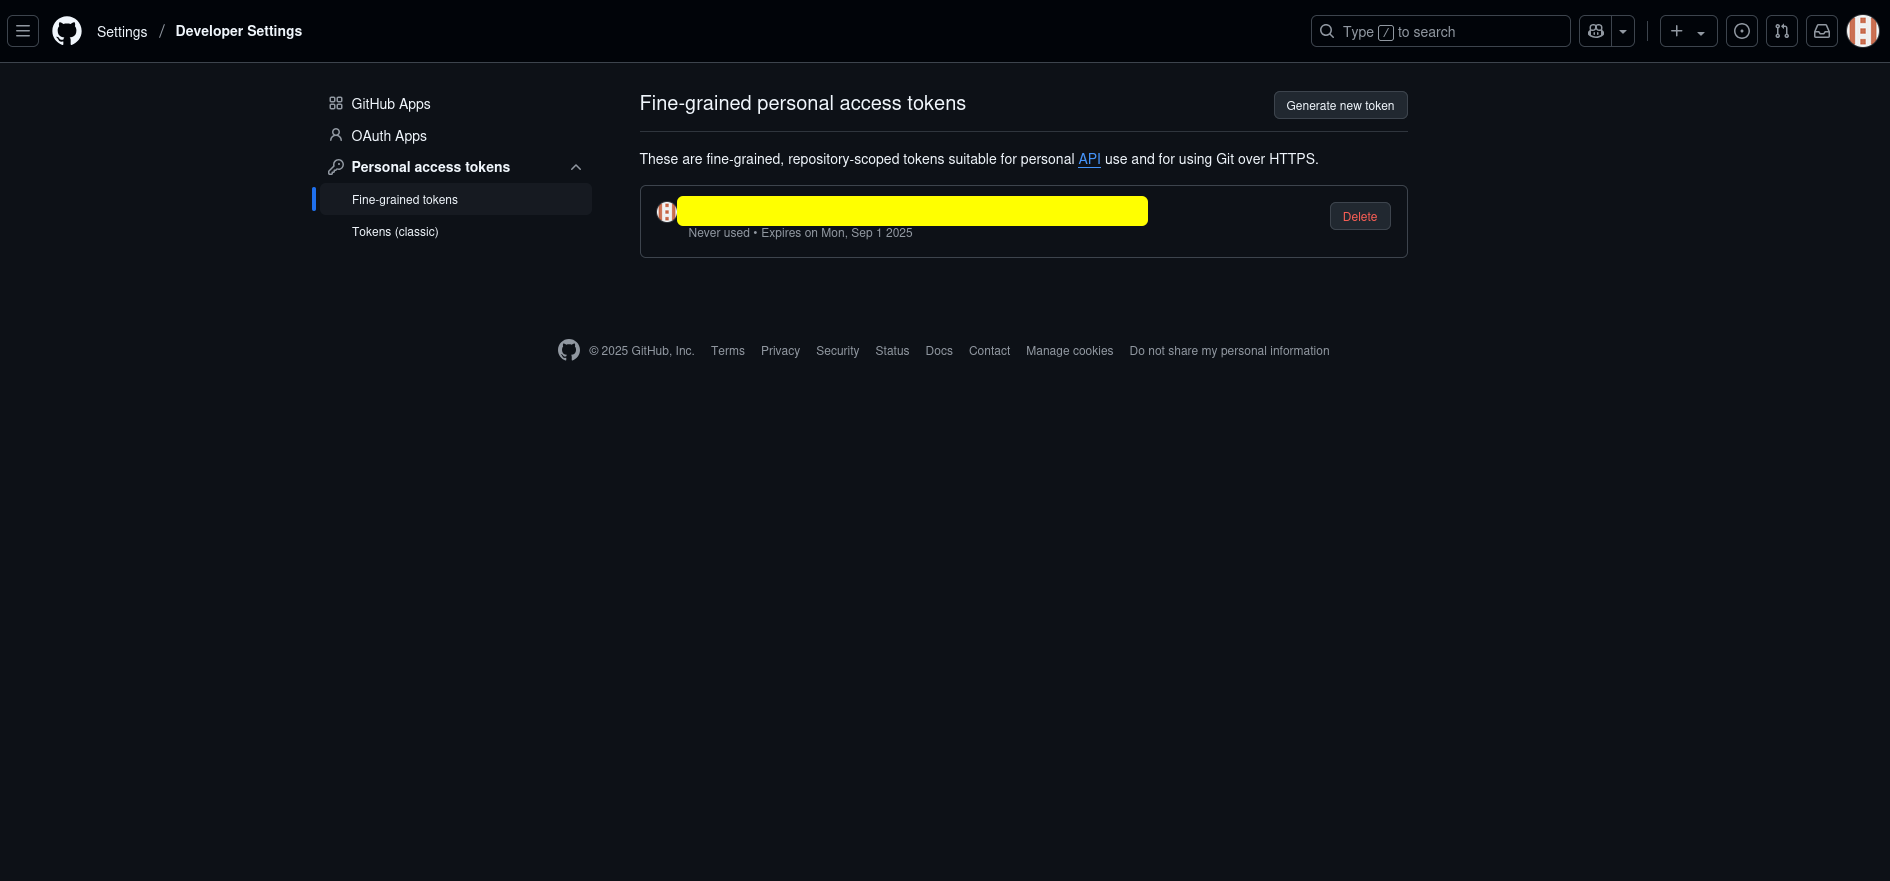 Settings / Developer Settings
Type / to search
GitHub Apps
OAuth Apps
Personal access tokens
Fine-grained tokens
Tokens (classic)
Fine-grained personal access tokens
Generate new token
These are fine-grained, repository-scoped tokens suitable for personal API use and for using Git over HTTPS.
Never used • Expires on Mon, Sep 1 2025
Delete
© 2025 GitHub, Inc. Terms Privacy Security Status Docs Contact Manage cookies Do not share my personal information